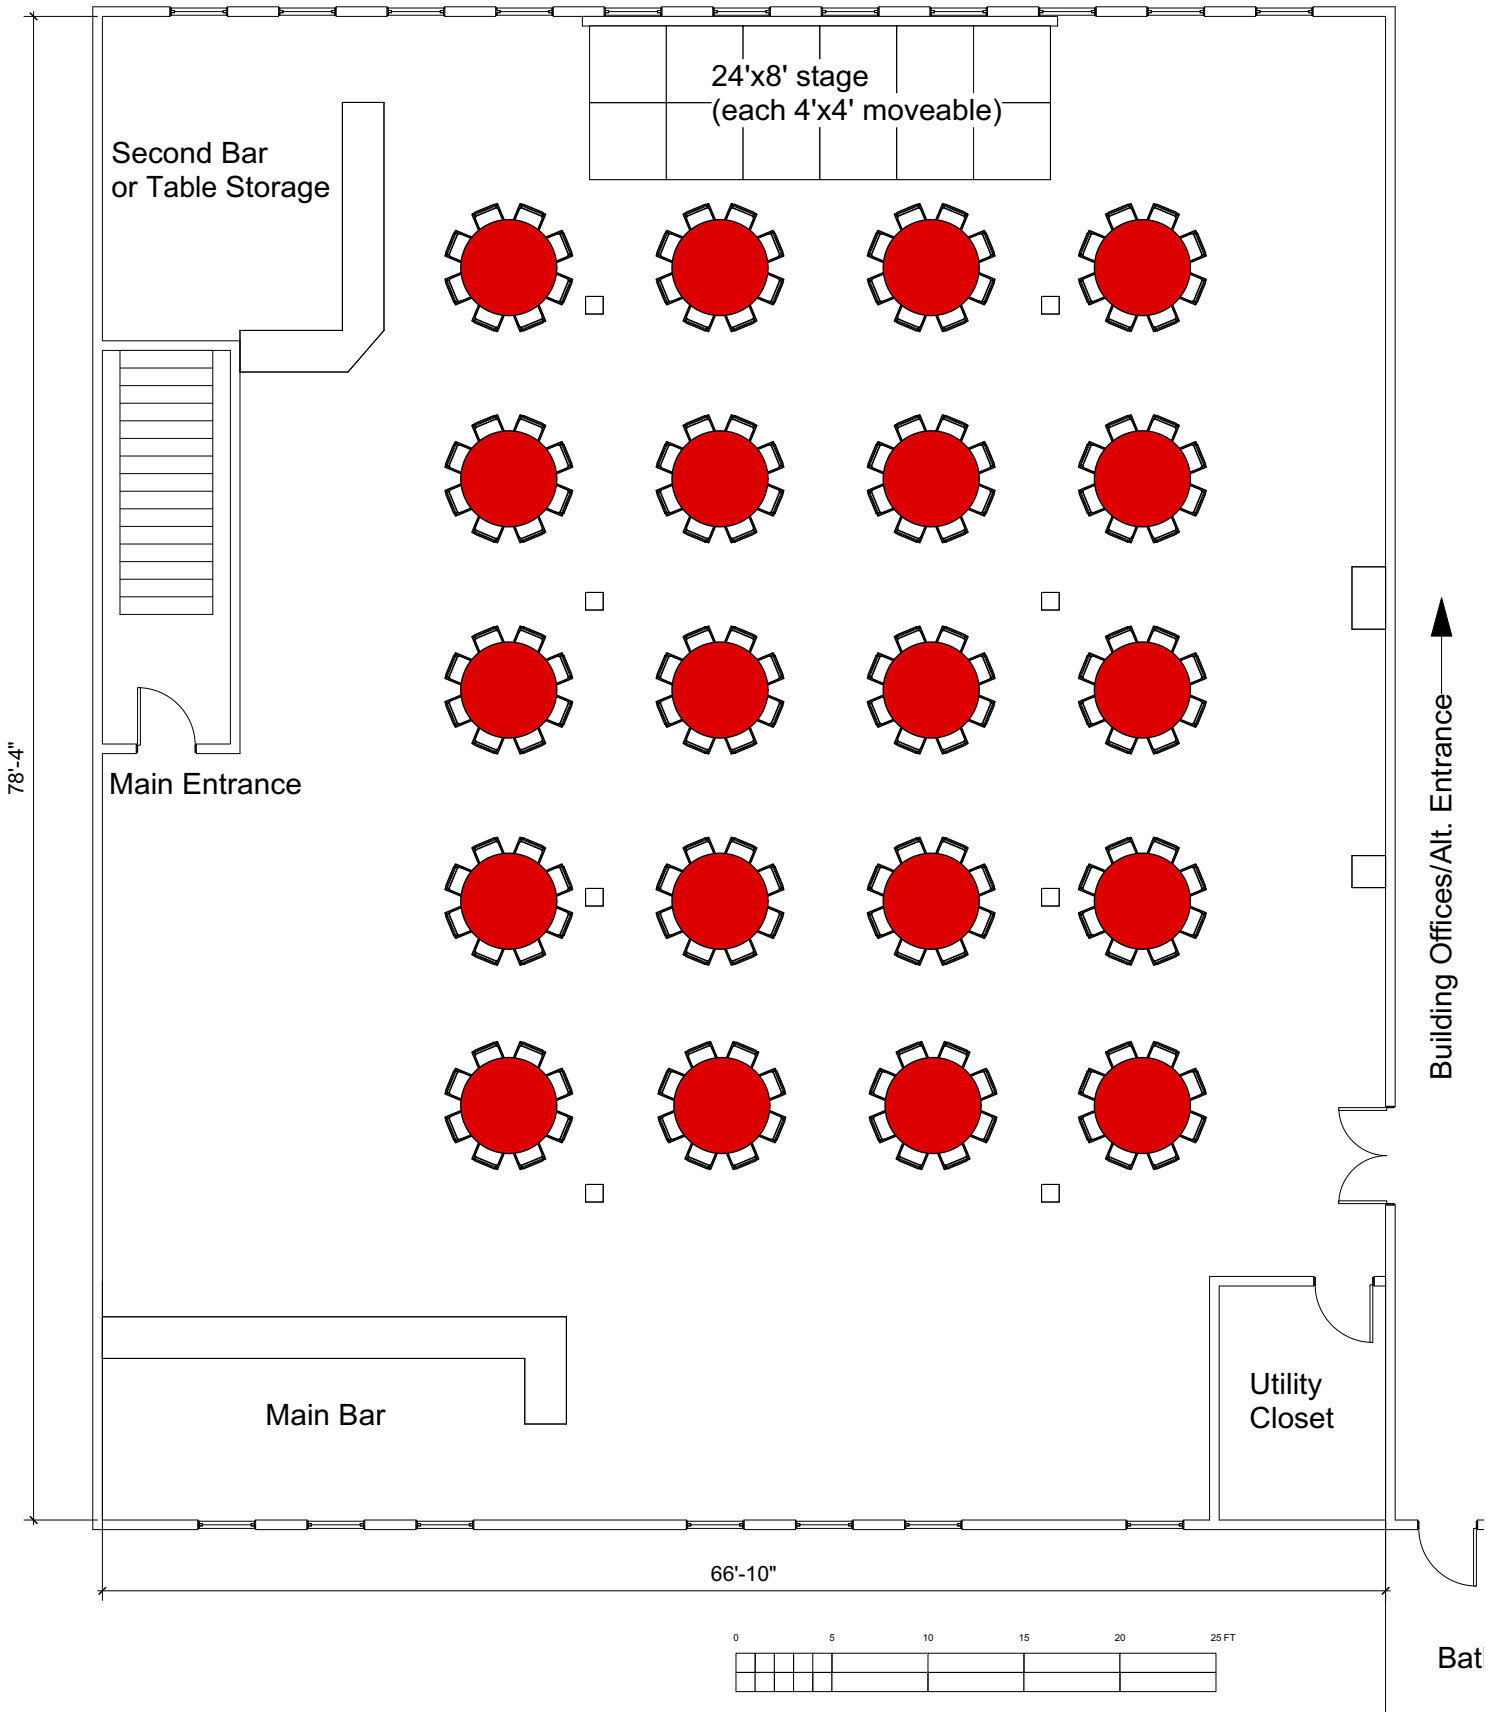 24'x8' stage
(each 4'x4' moveable)
Second Bar
or Table Storage
78'-4"
Main Entrance
Building Offices/Alt. Entrance
Utility
Closet
Main Bar
66'-10"
0 5 10 15 20 25 FT